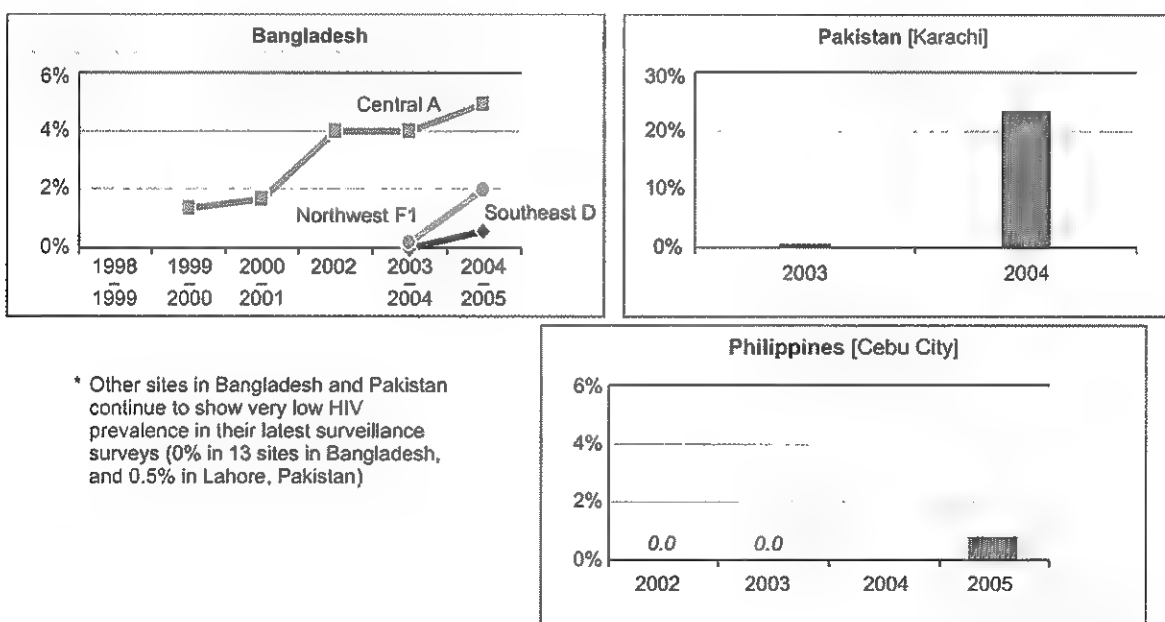 Bangladesh
6%
4%
2%
0%
Central A
Northwest F1
Southeast D
1998 1999 2000 2002 2003 2004
– – – – –
1999 2000 2001 2004 2005
Pakistan [Karachi]
30%
20%
10%
0%
2003 2004
* Other sites in Bangladesh and Pakistan
continue to show very low HIV
prevalence in their latest surveillance
surveys (0% in 13 sites in Bangladesh,
and 0.5% in Lahore, Pakistan)
Philippines [Cebu City]
6%
4%
2%
0%
0.0 0.0
2002 2003 2004 2005